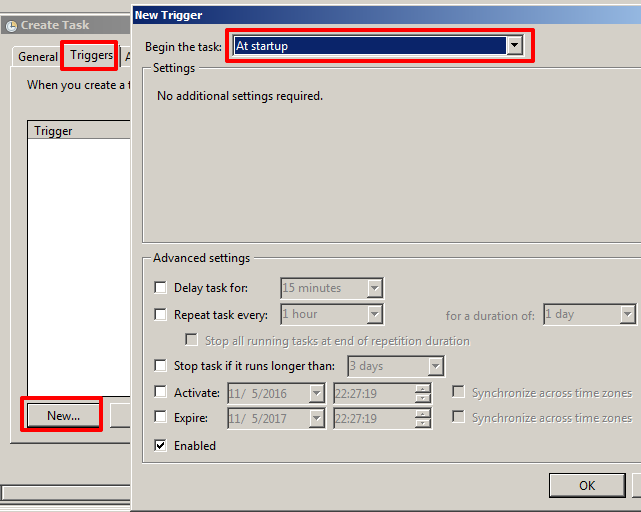 Create Task
New Trigger
General
Triggers
A
Begin the task:
At startup
When you create a t
Settings
No additional settings required.
Trigger
Advanced settings
Delay task for:
15 minutes
Repeat task every:
1 hour
for a duration of:
1 day
Stop all running tasks at end of repetition duration
Stop task if it runs longer than:
3 days
Activate:
11/ 5/2016
22:27:19
Synchronize across time zones
Expire:
11/ 5/2017
22:27:19
Synchronize across time zones
New...
Enabled
OK